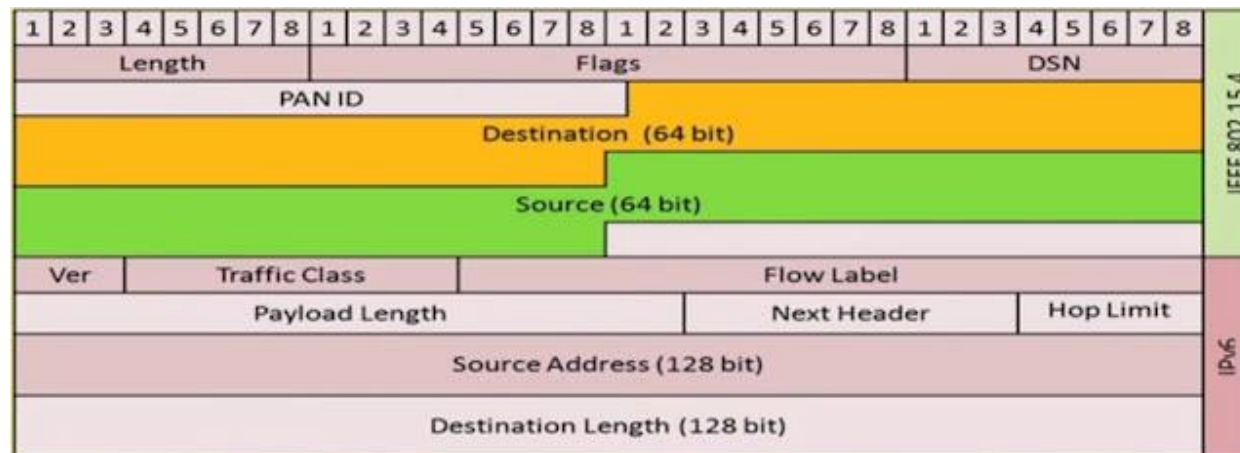 1 2 3 4 5 6 7 8 1 2 3 4 5 6 7 8 1 2 3 4 5 6 7 8 1 2 3 4 5 6 7 8
Length Flags DSN
PAN ID
Destination (64 bit)
Source (64 bit)
IEEE 802.15.4
Ver Traffic Class Flow Label
Payload Length Next Header Hop Limit
Source Address (128 bit)
Destination Length (128 bit)
IPv6